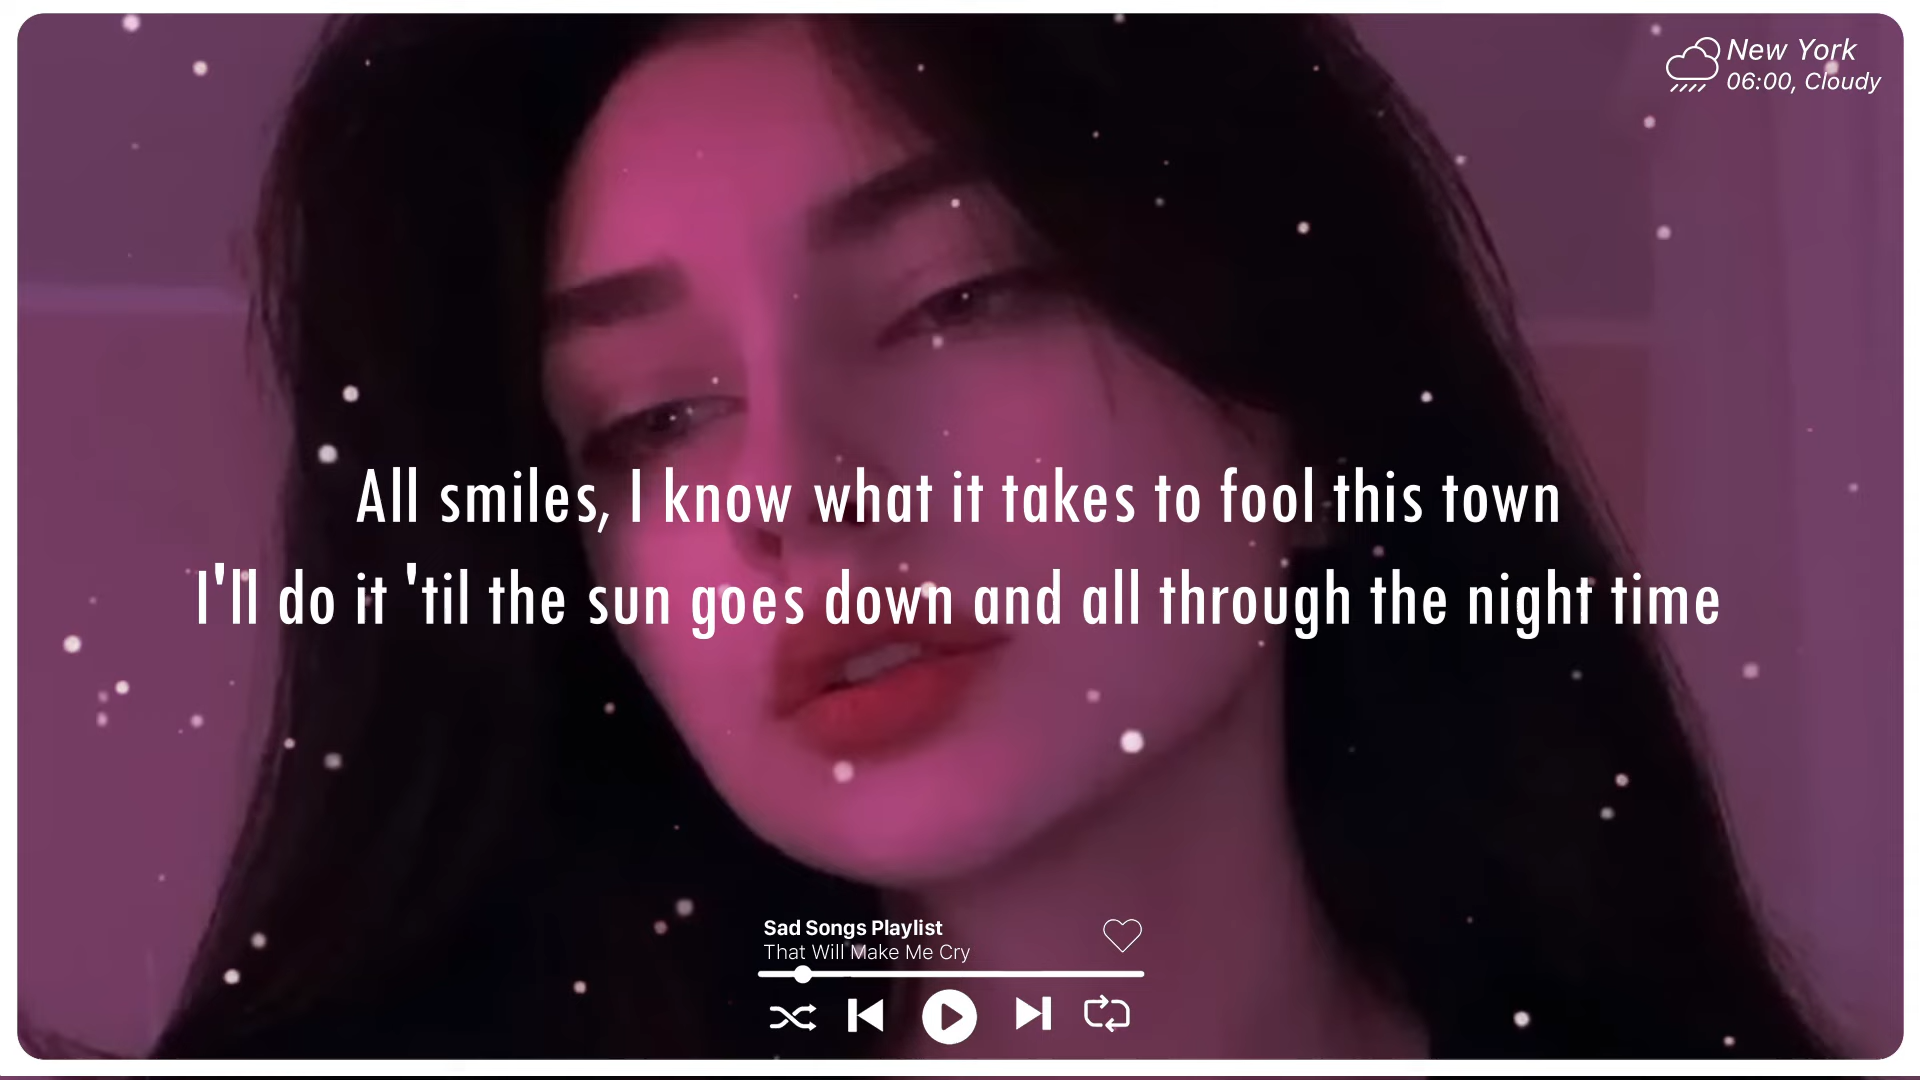 New York
06:00, Cloudy
All smiles, I know what it takes to fool this town
I'll do it 'til the sun goes down and all through the night time
Sad Songs Playlist
That Will Make Me Cry